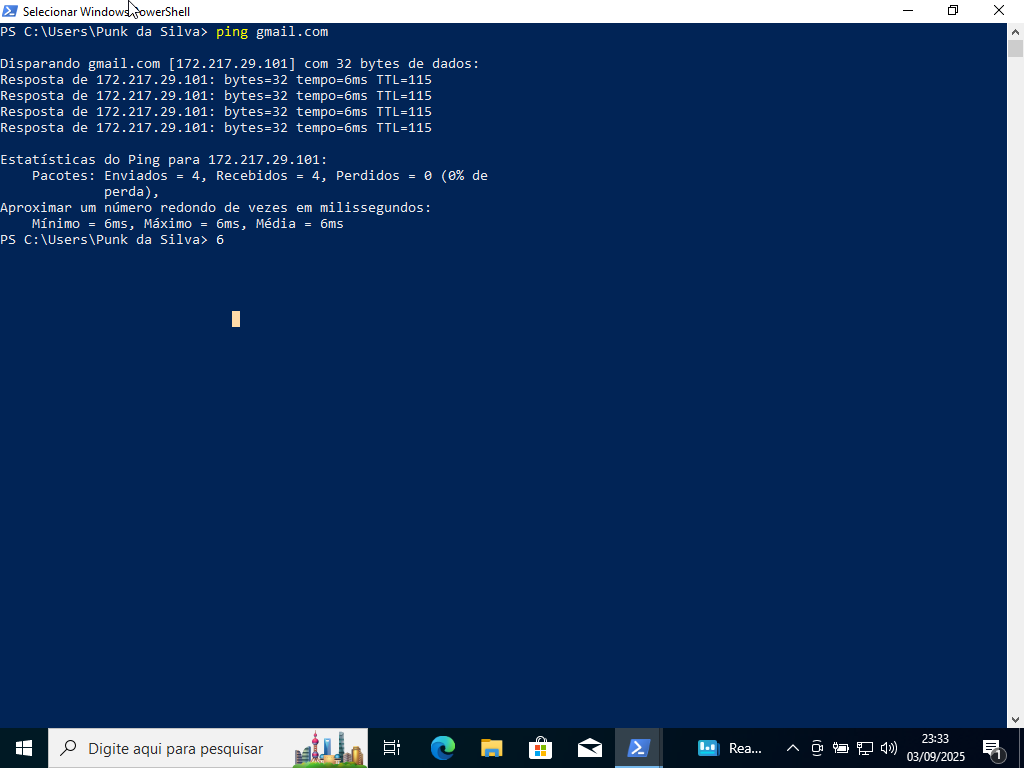 Selecionar Windows PowerShell
PS C:\Users\Punk da Silva> ping gmail.com
Disparando gmail.com [172.217.29.101] com 32 bytes de dados:
Resposta de 172.217.29.101: bytes=32 tempo=6ms TTL=115
Resposta de 172.217.29.101: bytes=32 tempo=6ms TTL=115
Resposta de 172.217.29.101: bytes=32 tempo=6ms TTL=115
Resposta de 172.217.29.101: bytes=32 tempo=6ms TTL=115
Estatísticas do Ping para 172.217.29.101:
Pacotes: Enviados = 4, Recebidos = 4, Perdidos = 0 (0% de
perda),
Aproximar um número redondo de vezes em milissegundos:
Mínimo = 6ms, Máximo = 6ms, Média = 6ms
PS C:\Users\Punk da Silva> 6
Digite aqui para pesquisar
Rea...
23:33
03/09/2025
1